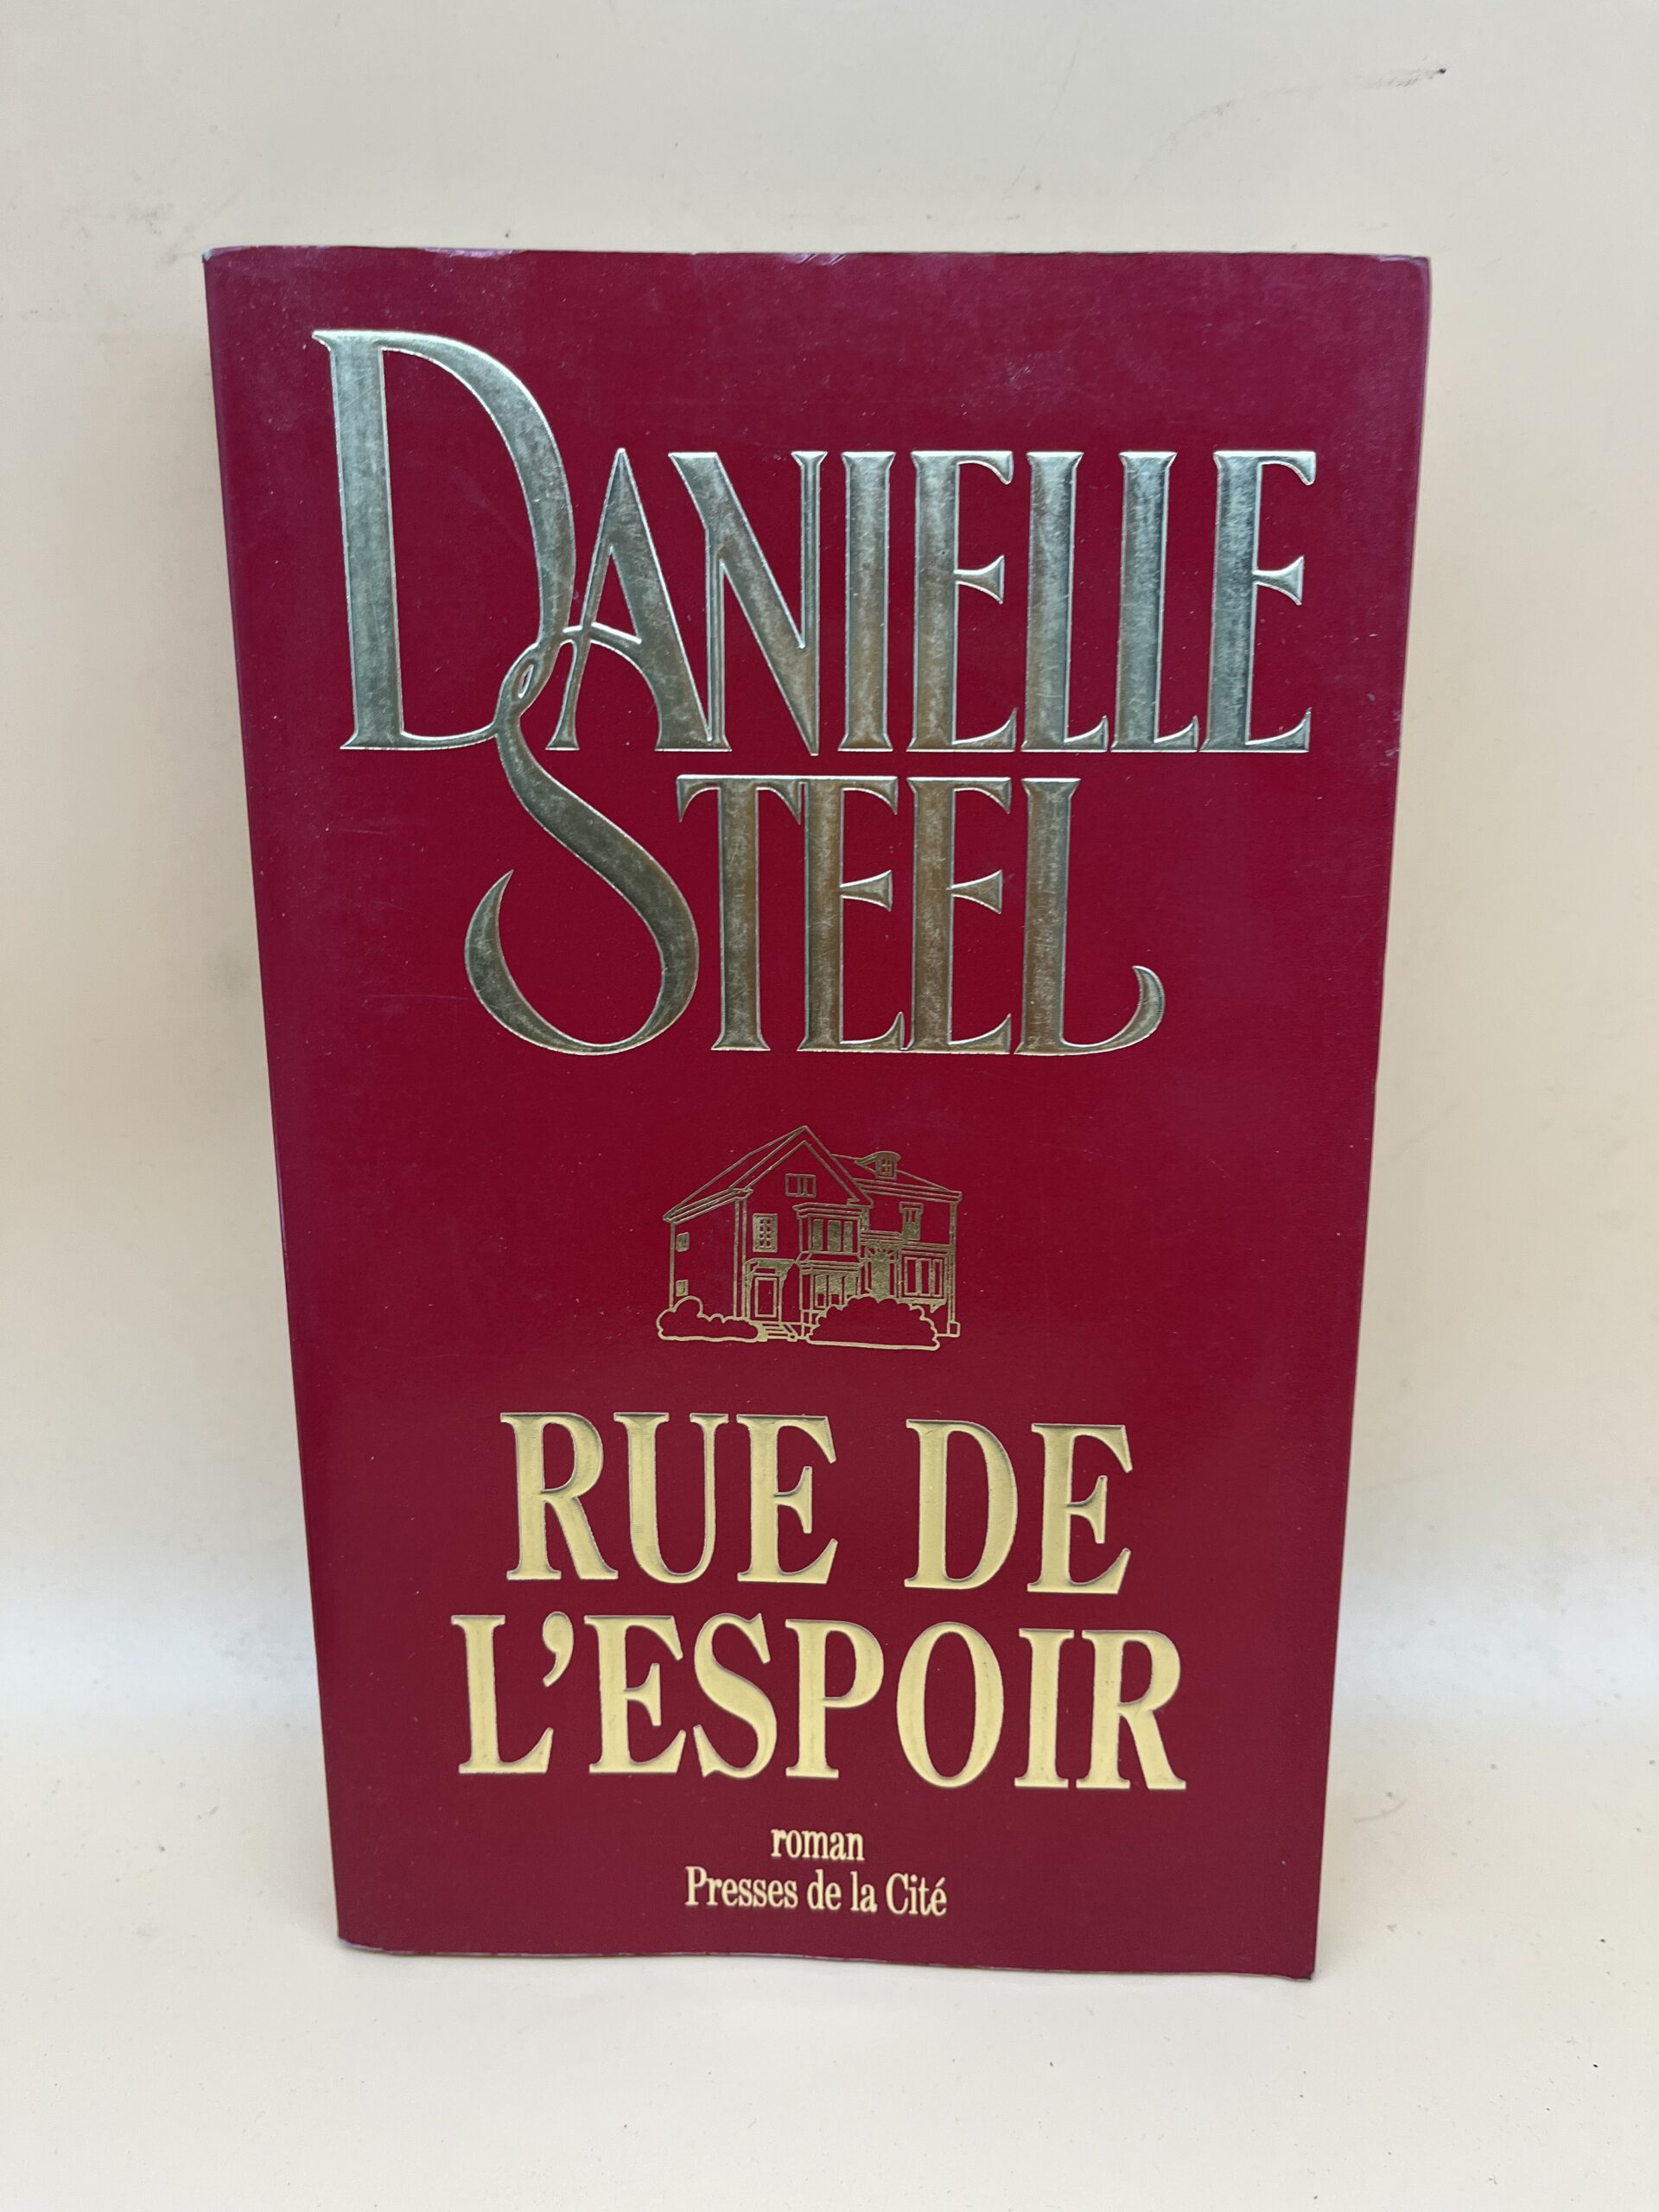 DANIELLE
STEEL
RUE DE
L'ESPOIR
roman
Presses de la Cité